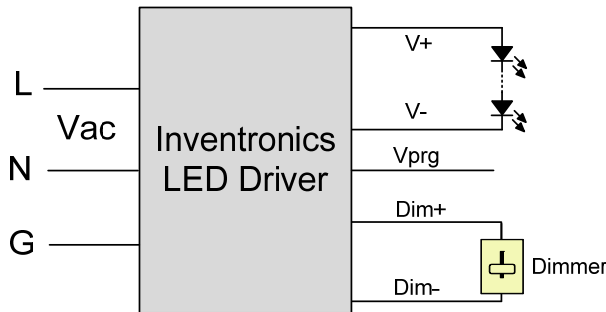 L
Vac
N
G
Inventronics
LED Driver
V+
V-
Vprg
Dim+
Dim-
Dimmer